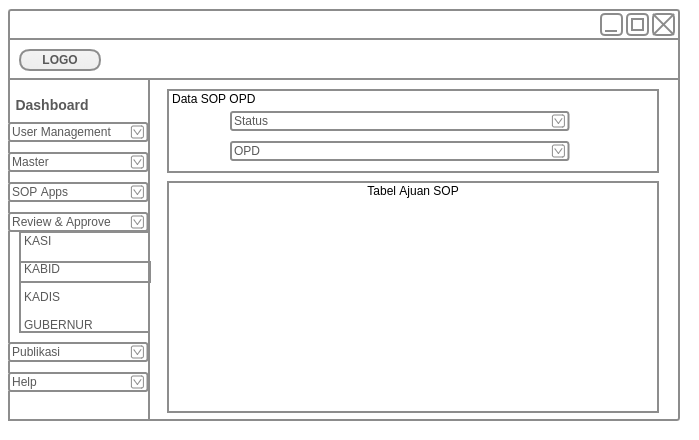 LOGO
Dashboard
User Management
Master
SOP Apps
Review & Approve
KASI
KABID
KADIS
GUBERNUR
Publikasi
Help
Data SOP OPD
Status
OPD
Tabel Ajuan SOP